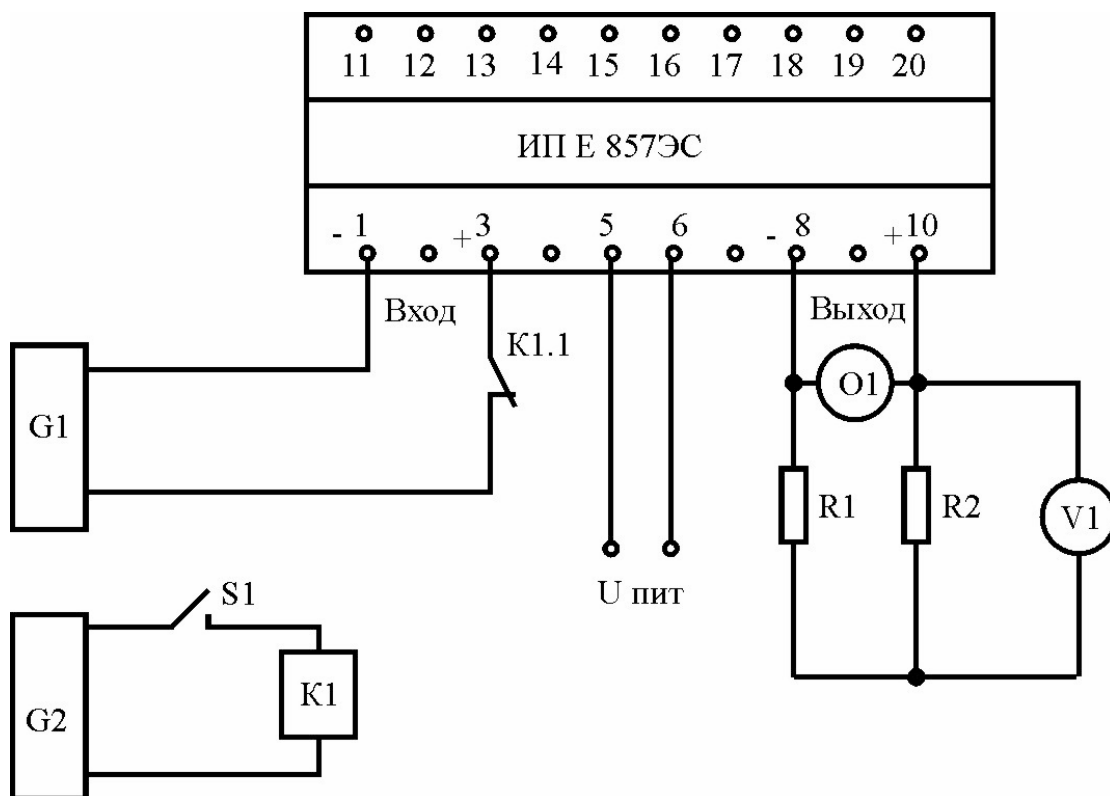 11 12 13 14 15 16 17 18 19 20
ИП Е 857ЭС
- 1 + 3 5 6 - 8 + 10
Вход Выход
К1.1
G1
O1
R1 R2 V1
U пит
S1
К1
G2